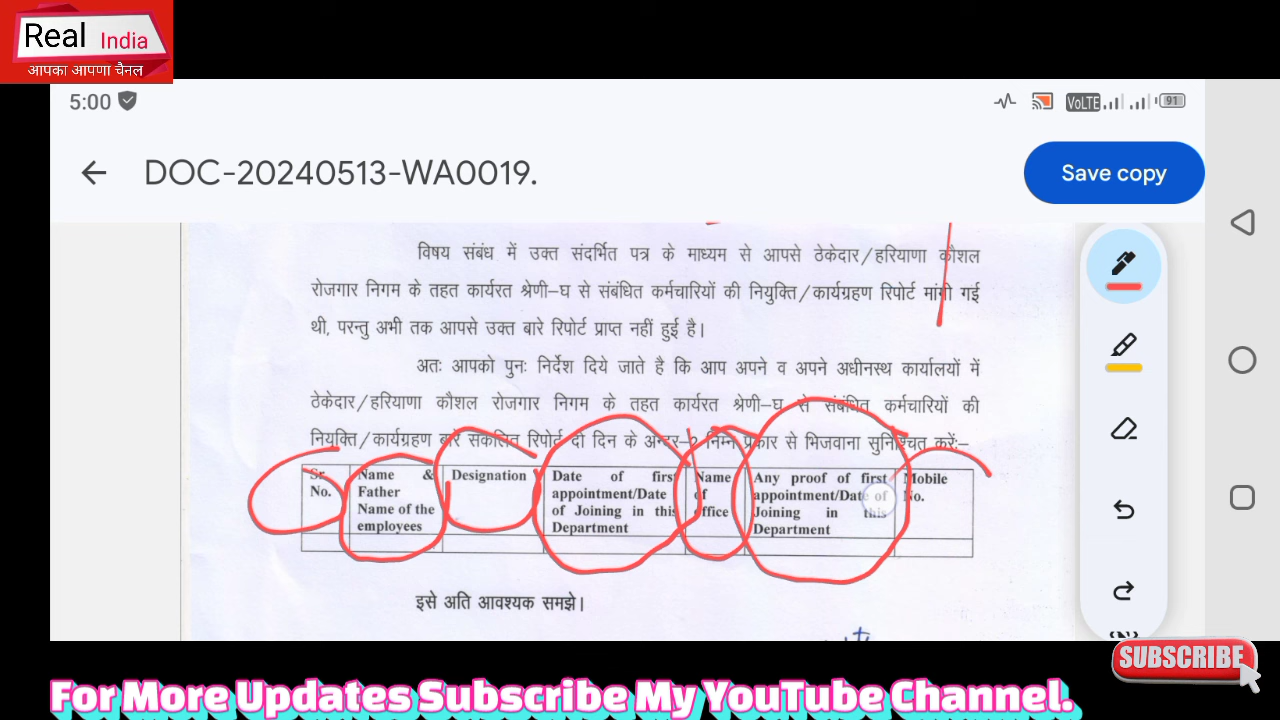 Real India
आपका आपणा चैनल
5:00
VoLTE
91
DOC-20240513-WA0019.
Save copy
विषय संबंध में उक्त संदर्भित पत्र के माध्यम से आपसे ठेकेदार/हरियाणा कौशल
रोजगार निगम के तहत कार्यरत श्रेणी-घ से संबंधित कर्मचारियों की नियुक्ति/कार्यग्रहण रिपोर्ट मांगी गई
थी, परन्तु अभी तक आपसे उक्त बारे रिपोर्ट प्राप्त नहीं हुई है।
अतः आपको पुनः निर्देश दिये जाते है कि आप अपने व अपने अधीनस्थ कार्यालयों में
ठेकेदार/हरियाणा कौशल रोजगार निगम के तहत कार्यरत श्रेणी-घ से संबंधित कर्मचारियों की
नियुक्ति/कार्यग्रहण बारे संकलित रिपोर्ट दो दिन के अन्दर-२ निम्न प्रकार से भिजवाना सुनिश्चित करें:-
Sr. No.
Name & Father Name of the employees
Designation
Date of first appointment/Date of Joining in this Department
Name of office
Any proof of first appointment/Date of Joining in this Department
Mobile No.
इसे अति आवश्यक समझे।
SUBSCRIBE
For More Updates Subscribe My YouTube Channel.